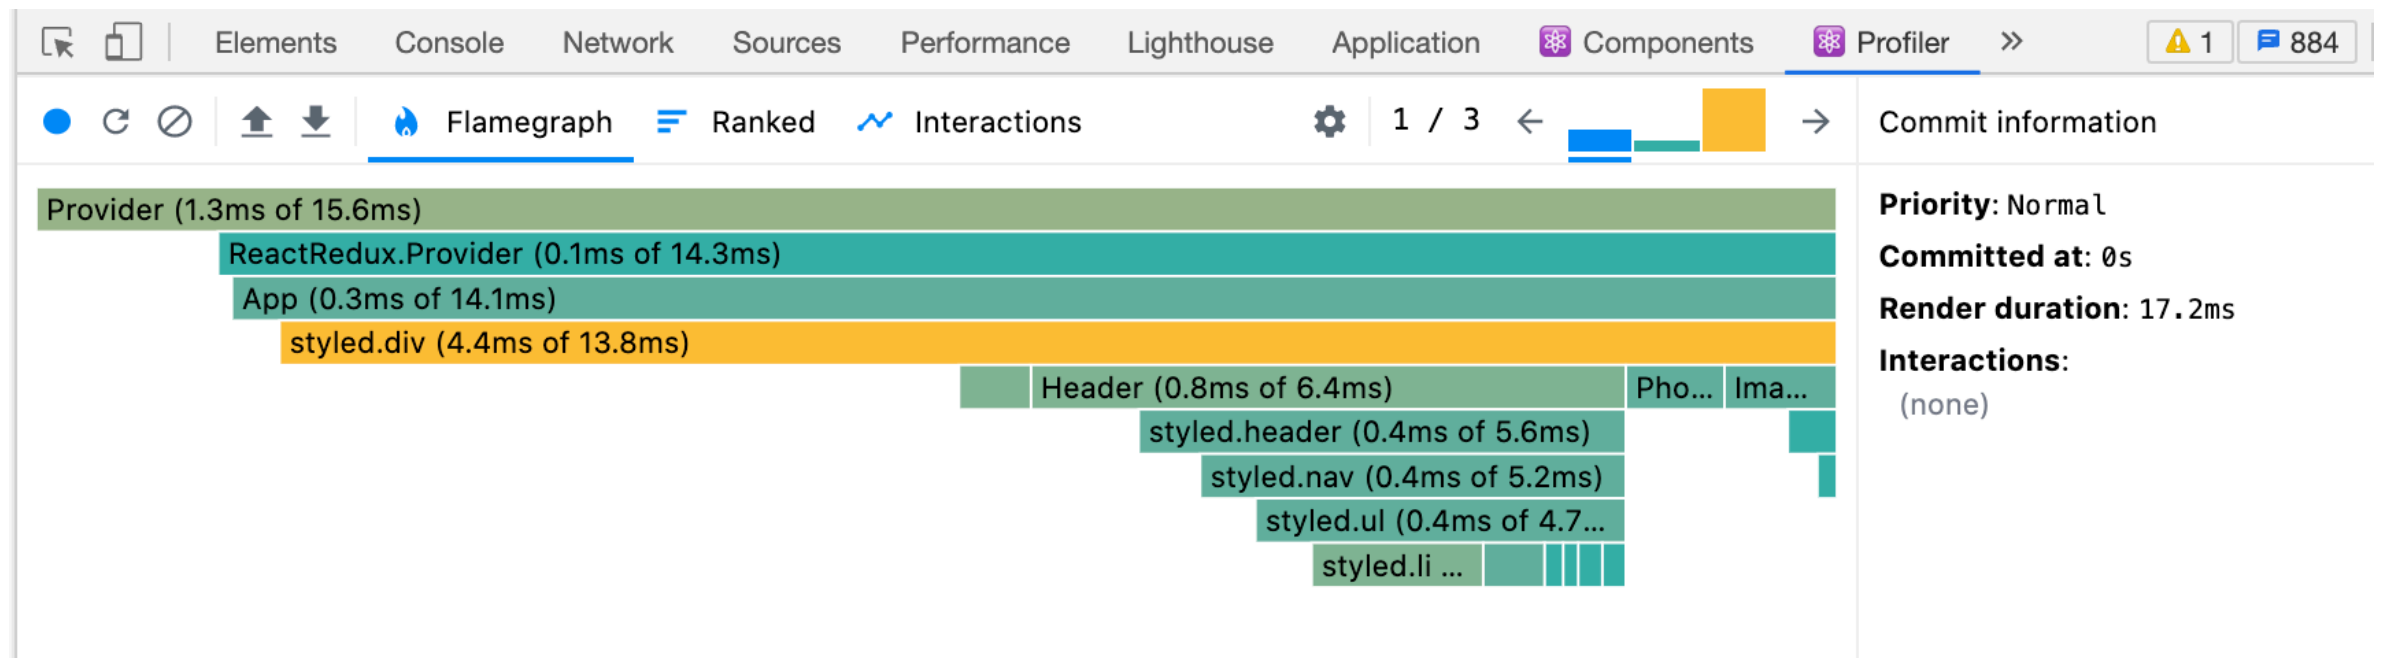 Elements Console Network Sources Performance Lighthouse Application Components Profiler 1 884
Flamegraph Ranked Interactions 1 / 3 Commit information
Provider (1.3ms of 15.6ms)
ReactRedux.Provider (0.1ms of 14.3ms)
App (0.3ms of 14.1ms)
styled.div (4.4ms of 13.8ms)
Header (0.8ms of 6.4ms) Pho... Ima...
styled.header (0.4ms of 5.6ms)
styled.nav (0.4ms of 5.2ms)
styled.ul (0.4ms of 4.7...
styled.li ...
Priority: Normal
Committed at: 0s
Render duration: 17.2ms
Interactions:
(none)